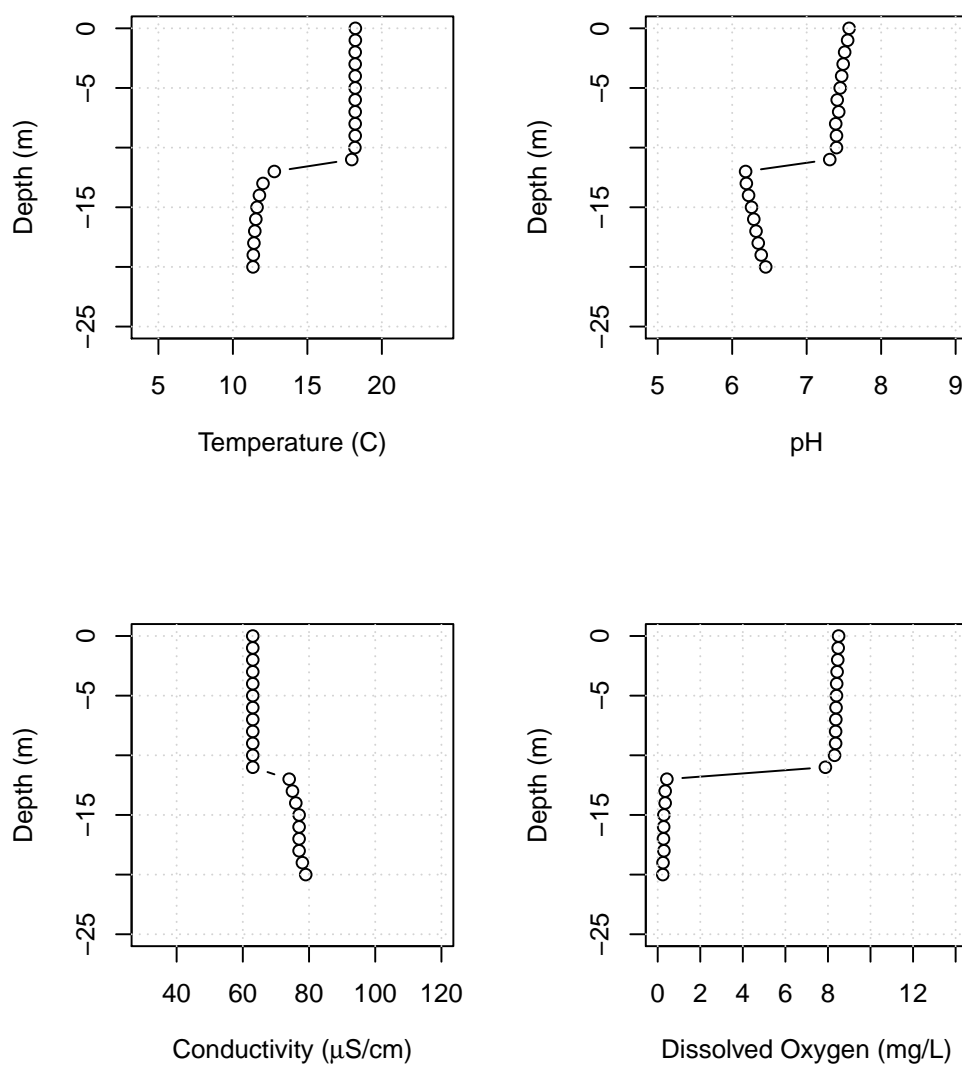 0
−5
−15
−25
Depth (m)
5 10 15 20
Temperature (C)
0
−5
−15
−25
Depth (m)
5 6 7 8 9
pH
0
−5
−15
−25
Depth (m)
40 60 80 100 120
Conductivity (μS/cm)
0
−5
−15
−25
Depth (m)
0 2 4 6 8 12
Dissolved Oxygen (mg/L)